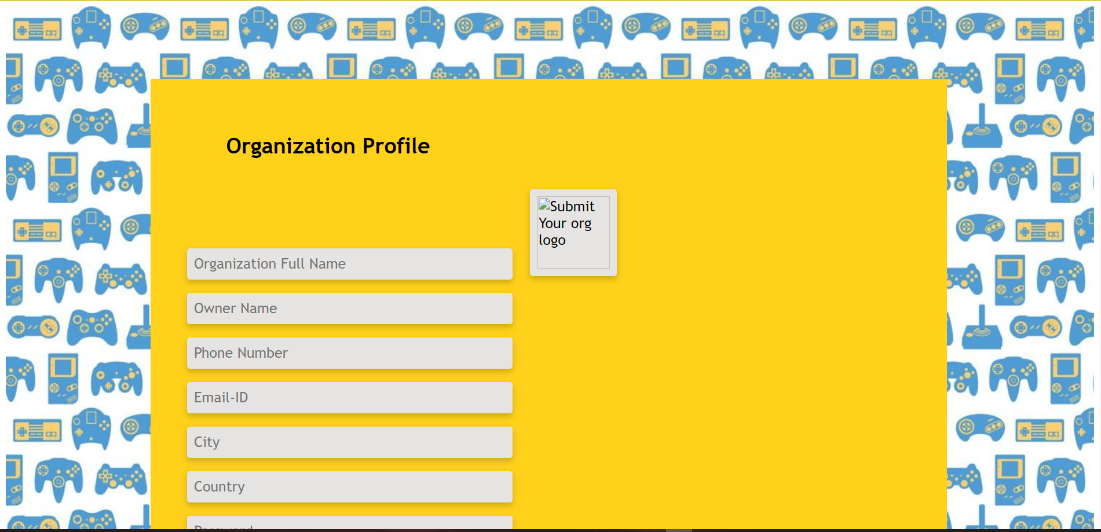 Organization Profile
Submit
Your org
logo
Organization Full Name
Owner Name
Phone Number
Email-ID
City
Country